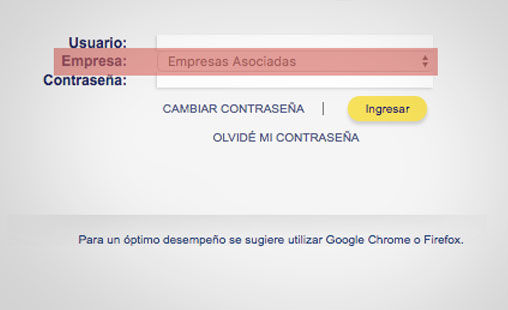 Usuario:
Empresa: Empresas Asociadas
Contraseña:
CAMBIAR CONTRASEÑA | Ingresar
OLVIDÉ MI CONTRASEÑA
Para un óptimo desempeño se sugiere utilizar Google Chrome o Firefox.